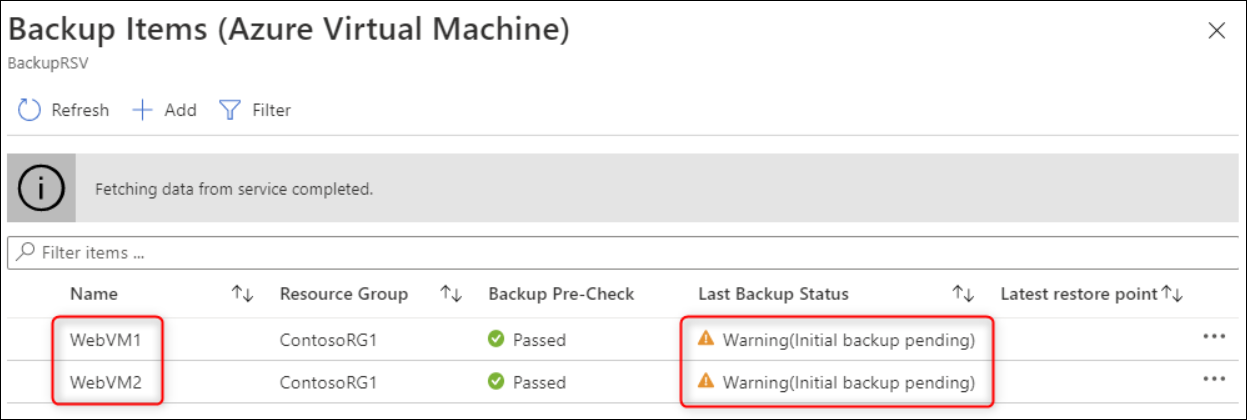 Backup Items (Azure Virtual Machine)
BackupRSV
Refresh Add Filter
Fetching data from service completed.
Filter items ...
Name Resource Group Backup Pre-Check Last Backup Status Latest restore point
WebVM1 ContosoRG1 Passed Warning(Initial backup pending)
WebVM2 ContosoRG1 Passed Warning(Initial backup pending)